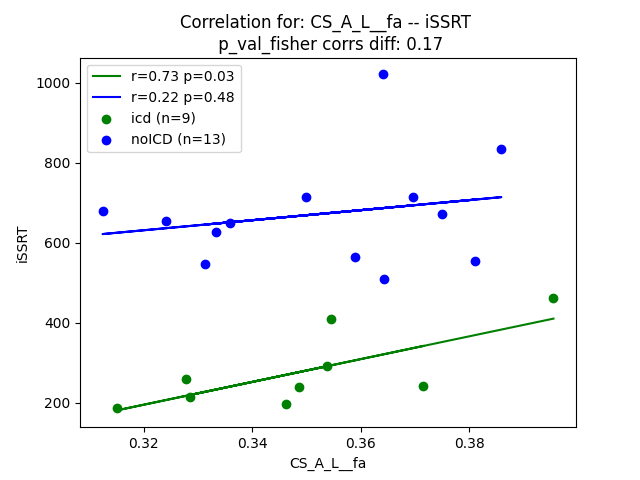 Correlation for: CS_A_L__fa -- iSSRT
p_val_fisher corrs diff: 0.17
r=0.73 p=0.03
r=0.22 p=0.48
icd (n=9)
noICD (n=13)
1000
800
600
400
200
iSSRT
0.32 0.34 0.36 0.38
CS_A_L__fa